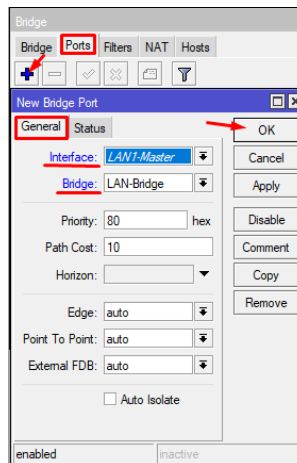 Bridge
Bridge Ports Filters NAT Hosts
New Bridge Port
General Status
OK
Interface: LAN1-Master
Cancel
Bridge: LAN-Bridge
Apply
Priority: 80 hex
Disable
Path Cost: 10
Comment
Horizon:
Copy
Remove
Edge: auto
Point To Point: auto
External FDB: auto
Auto Isolate
enabled inactive